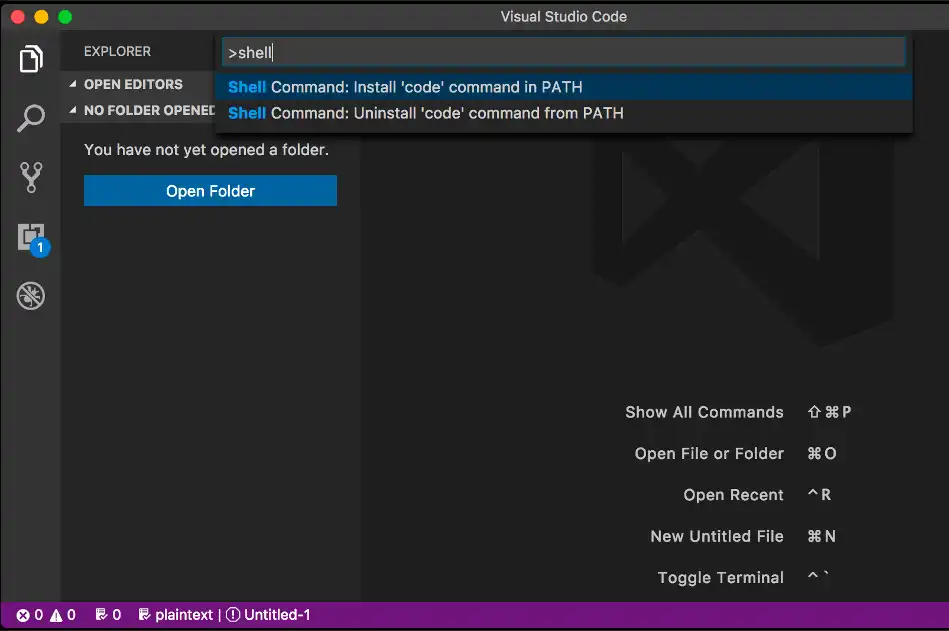 Visual Studio Code
EXPLORER
>shell
Shell Command: Install 'code' command in PATH
Shell Command: Uninstall 'code' command from PATH
OPEN EDITORS
NO FOLDER OPENED
You have not yet opened a folder.
Open Folder
1
Show All Commands ⇧⌘P
Open File or Folder ⌘O
Open Recent ^R
New Untitled File ⌘N
Toggle Terminal ^`
0 0 0 plaintext | Untitled-1